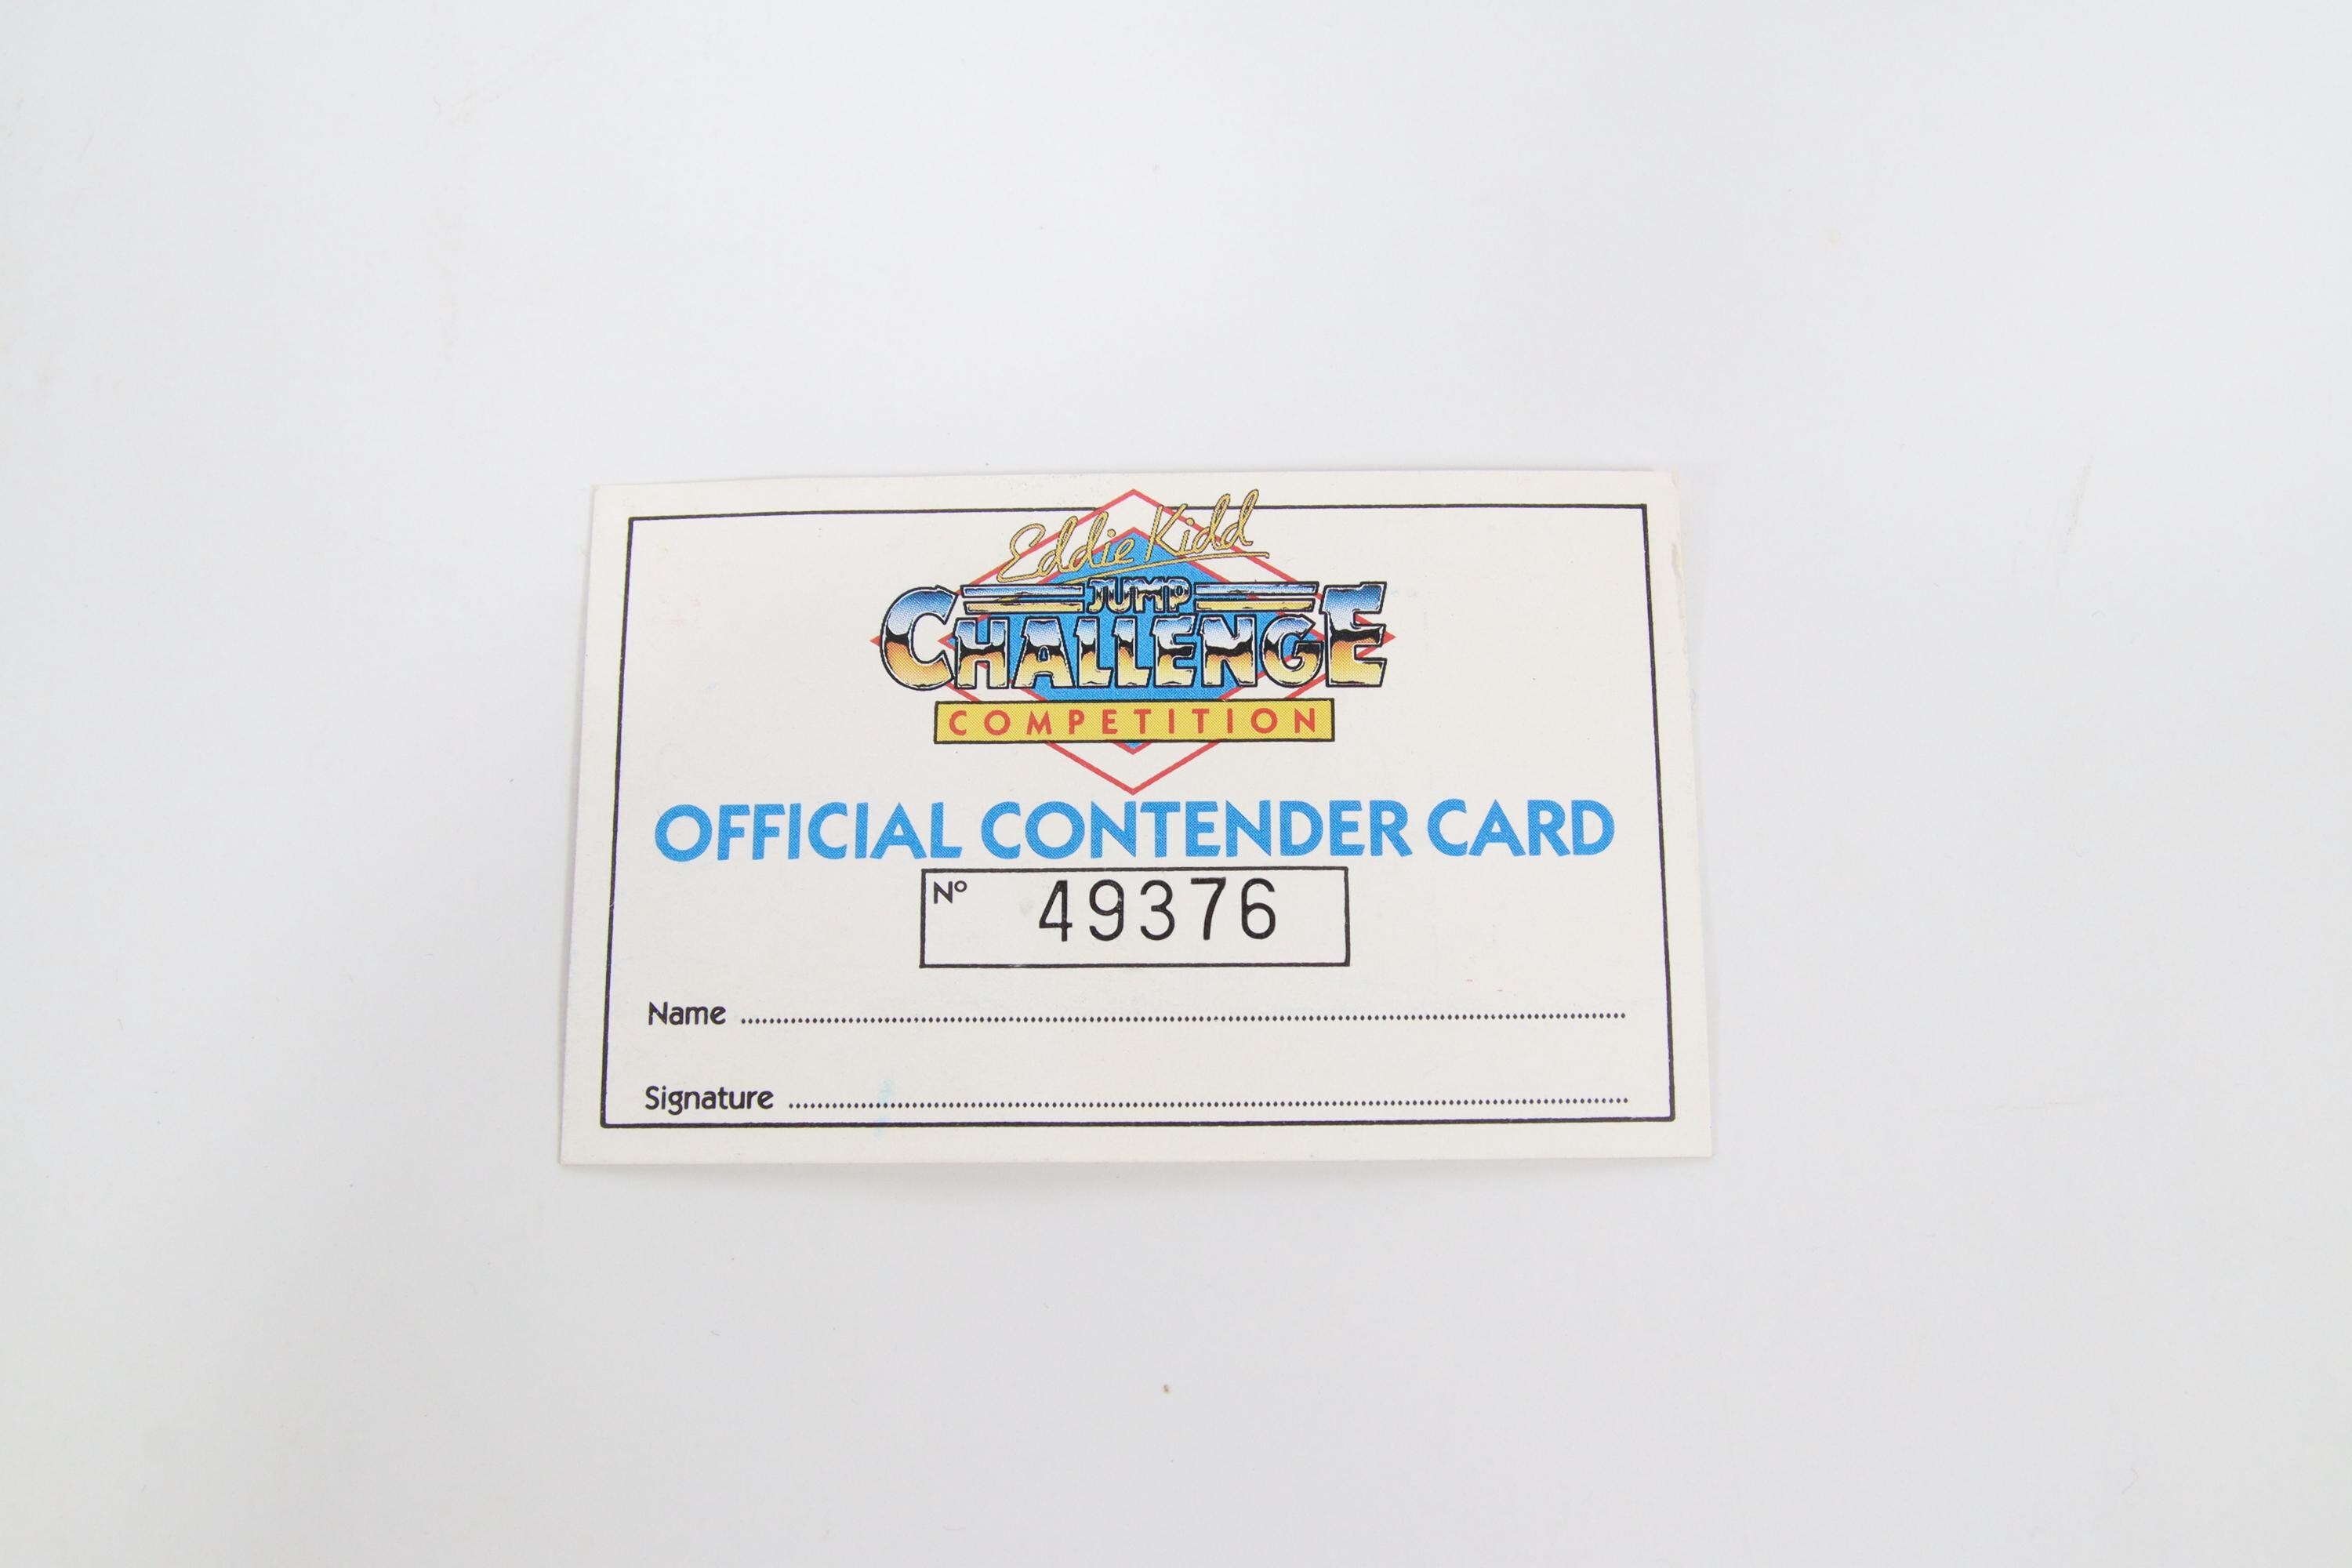 Eddie Kidd
JUMP
CHALLENGE
COMPETITION
OFFICIAL CONTENDER CARD
Nº 49376
Name
Signature